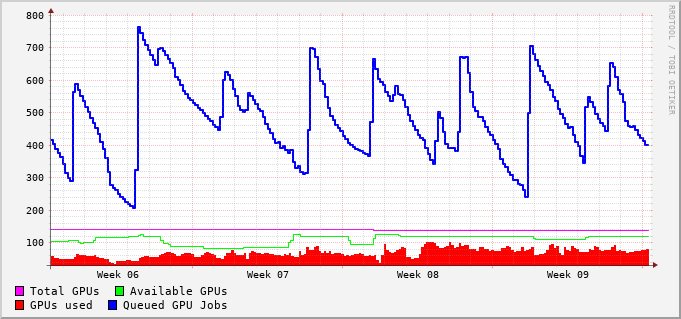 800
700
600
500
400
300
200
100
Week 06 Week 07 Week 08 Week 09
Total GPUs Available GPUs
GPUs used Queued GPU Jobs
RRDTOOL / TOBI OETIKER